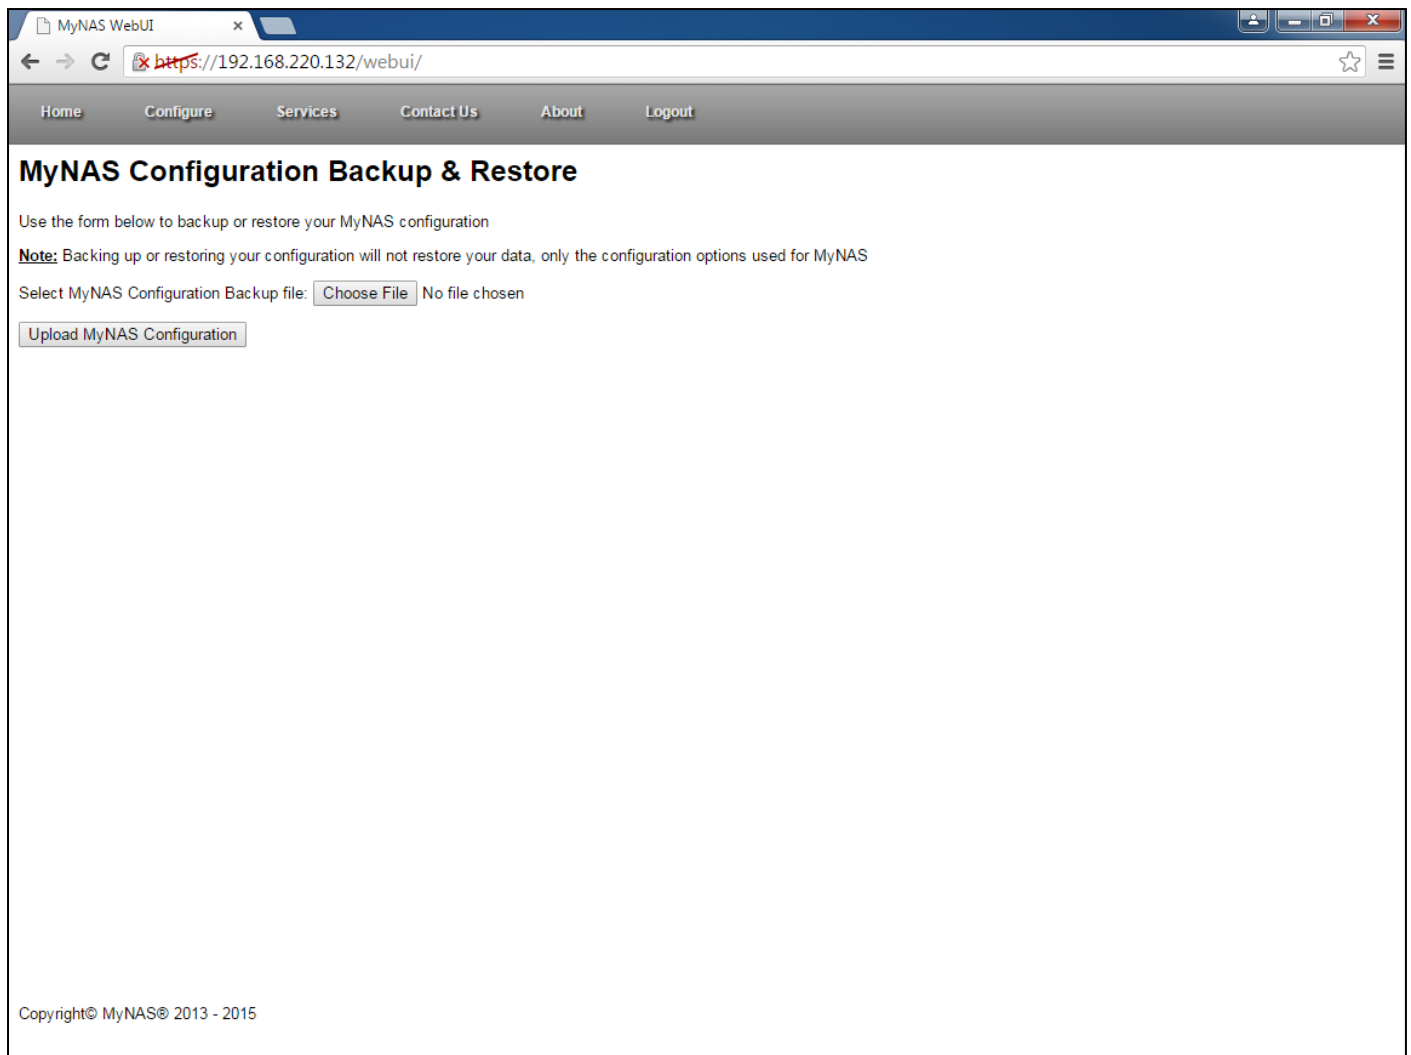 MyNAS WebUI
https://192.168.220.132/webui/
Home Configure Services Contact Us About Logout
MyNAS Configuration Backup & Restore
Use the form below to backup or restore your MyNAS configuration
Note: Backing up or restoring your configuration will not restore your data, only the configuration options used for MyNAS
Select MyNAS Configuration Backup file: Choose File No file chosen
Upload MyNAS Configuration
Copyright© MyNAS® 2013 - 2015